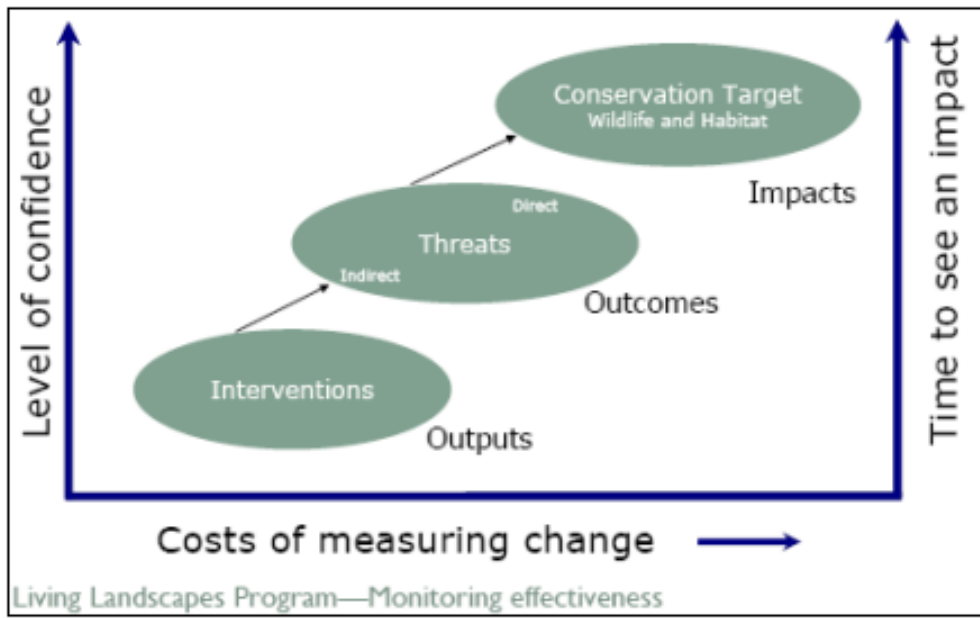 Level of confidence
Time to see an impact
Conservation Target
Wildlife and Habitat
Impacts
Direct
Threats
Indirect
Outcomes
Interventions
Outputs
Costs of measuring change
Living Landscapes Program—Monitoring effectiveness